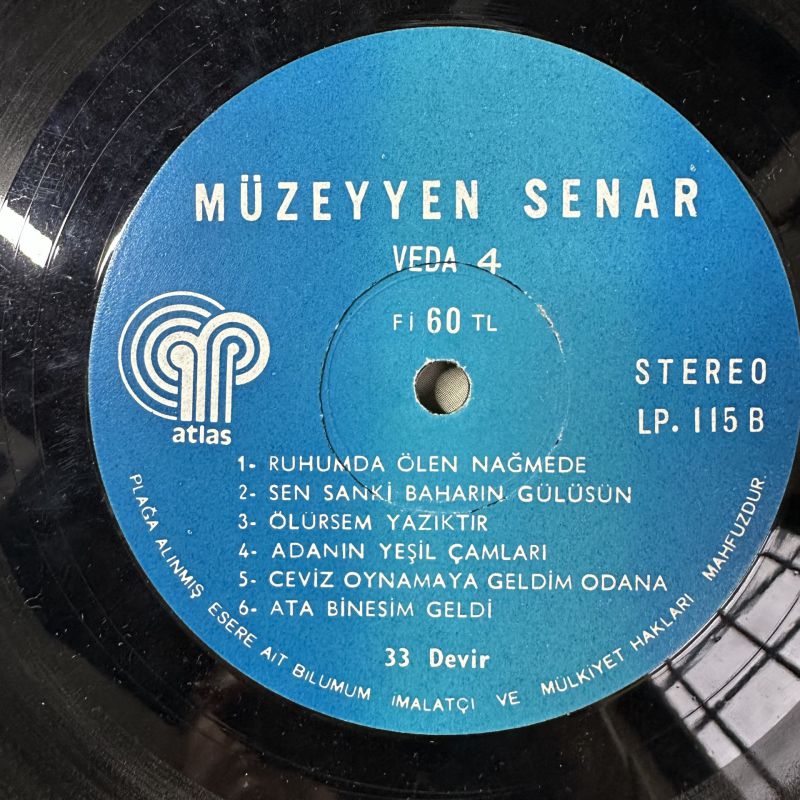 MÜZEYYEN SENAR
VEDA 4
Fİ 60 TL
STEREO
LP. 115 B
atlas
1- RUHUMDA ÖLEN NAĞMEDE
2- SEN SANKİ BAHARIN GÜLÜSÜN
3- ÖLÜRSEM YAZIKTIR
4- ADANIN YEŞİL ÇAMLARI
5- CEVİZ OYNAMAYA GELDİM ODANA
6- ATA BİNESİM GELDİ
33 Devir
PLAĞA ALINMIŞ ESERE AİT BİLUMUM İMALATÇI VE MÜLKİYET HAKLARI MAHFUZDUR.